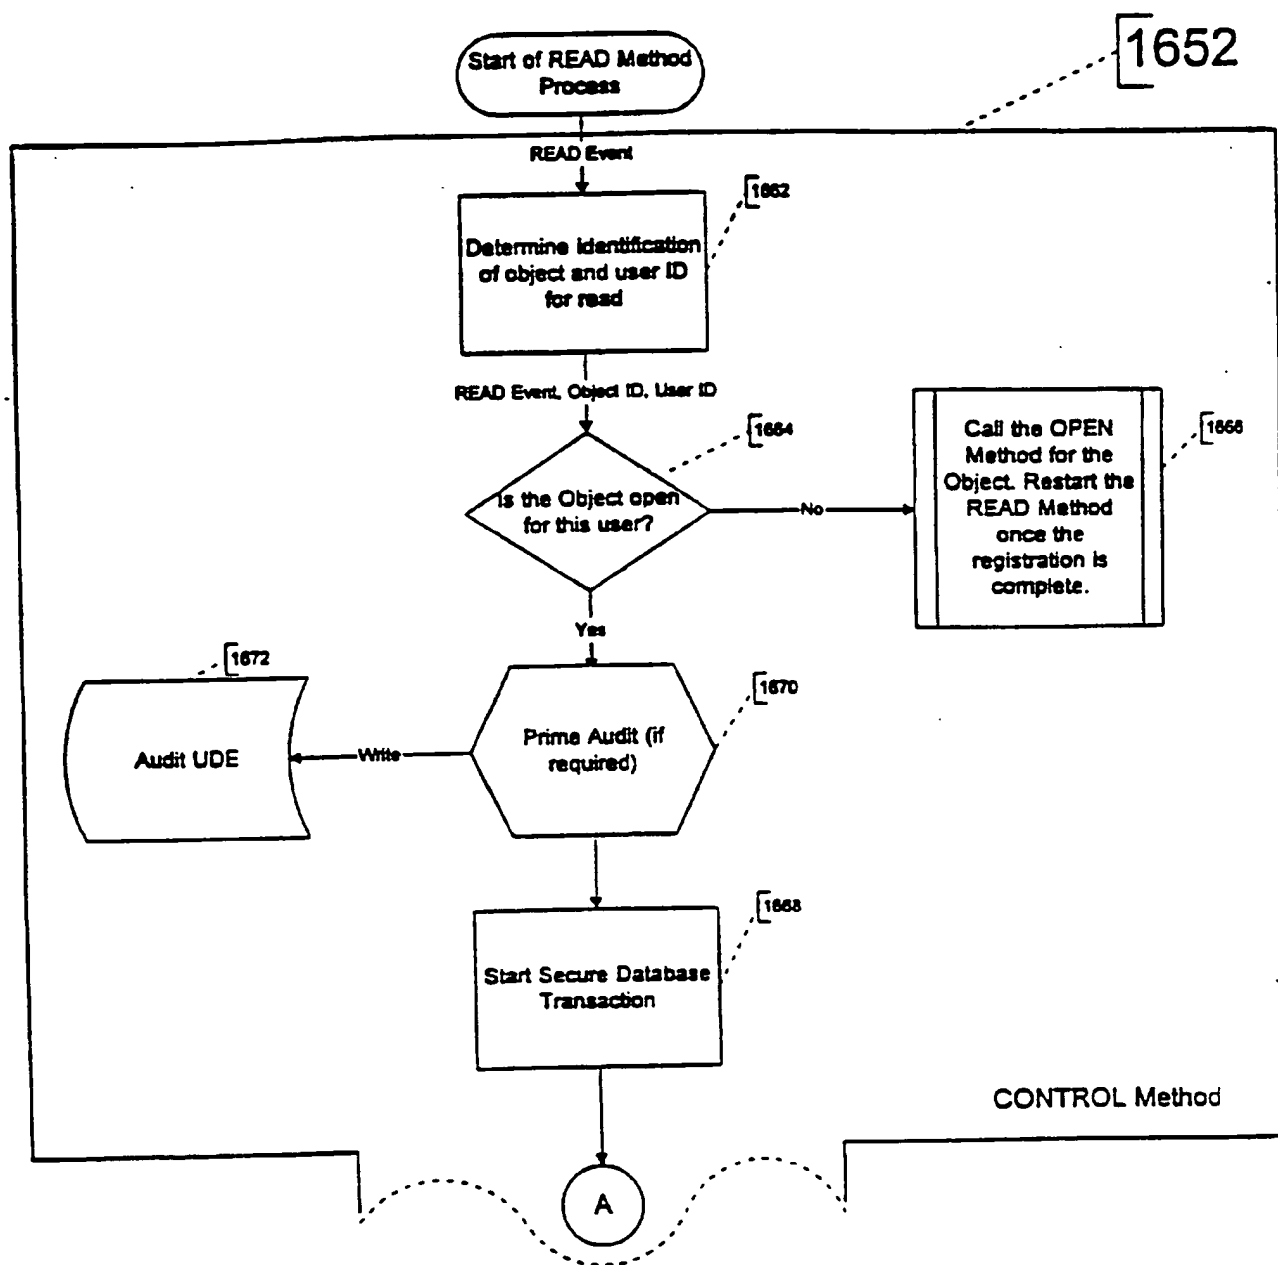 1652
Start of READ Method
Process
READ Event
1662
Determine identification
of object and user ID
for read
READ Event, Object ID, User ID
1664
Is the Object open
for this user?
No
Call the OPEN
Method for the
Object. Restart the
READ Method
once the
registration is
complete.
1666
Yes
1672
Audit UDE
Write
Prime Audit (if
required)
1670
1668
Start Secure Database
Transaction
CONTROL Method
A